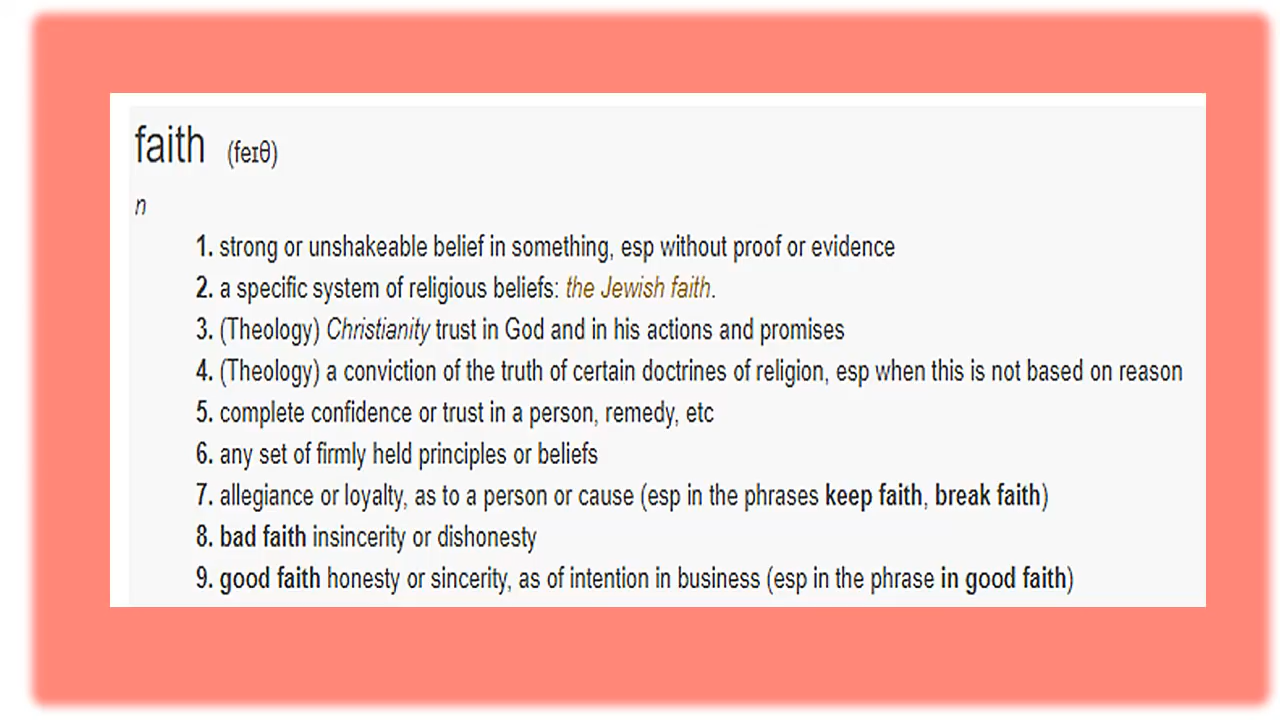 faith (feɪθ)
n
1. strong or unshakeable belief in something, esp without proof or evidence
2. a specific system of religious beliefs: the Jewish faith.
3. (Theology) Christianity trust in God and in his actions and promises
4. (Theology) a conviction of the truth of certain doctrines of religion, esp when this is not based on reason
5. complete confidence or trust in a person, remedy, etc
6. any set of firmly held principles or beliefs
7. allegiance or loyalty, as to a person or cause (esp in the phrases keep faith, break faith)
8. bad faith insincerity or dishonesty
9. good faith honesty or sincerity, as of intention in business (esp in the phrase in good faith)